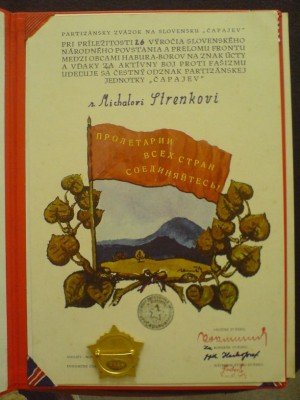 PARTIZÁNSKY ZVÄZOK NA SLOVENSKU „ČAPAJEV"
PRI PRÍLEŽITOSTI 26 VÝROČIA SLOVENSKÉHO
NÁRODNÉHO POVSTANIA A PRELOMU FRONTU
MEDZI OBCAMI HABURA-BOROV NA ZNAK ÚCTY
A VĎAKY ZA AKTÍVNY BOJ PROTI FAŠIZMU
UDEĽUJE SA ČESTNÝ ODZNAK PARTIZÁNSKEJ
JEDNOTKY „ČAPAJEV"
s. Michalovi Strenkovi
ПРОЛЕТАРИИ
ВСЕХ СТРАН
СОЕДИНЯЙТЕСЬ!